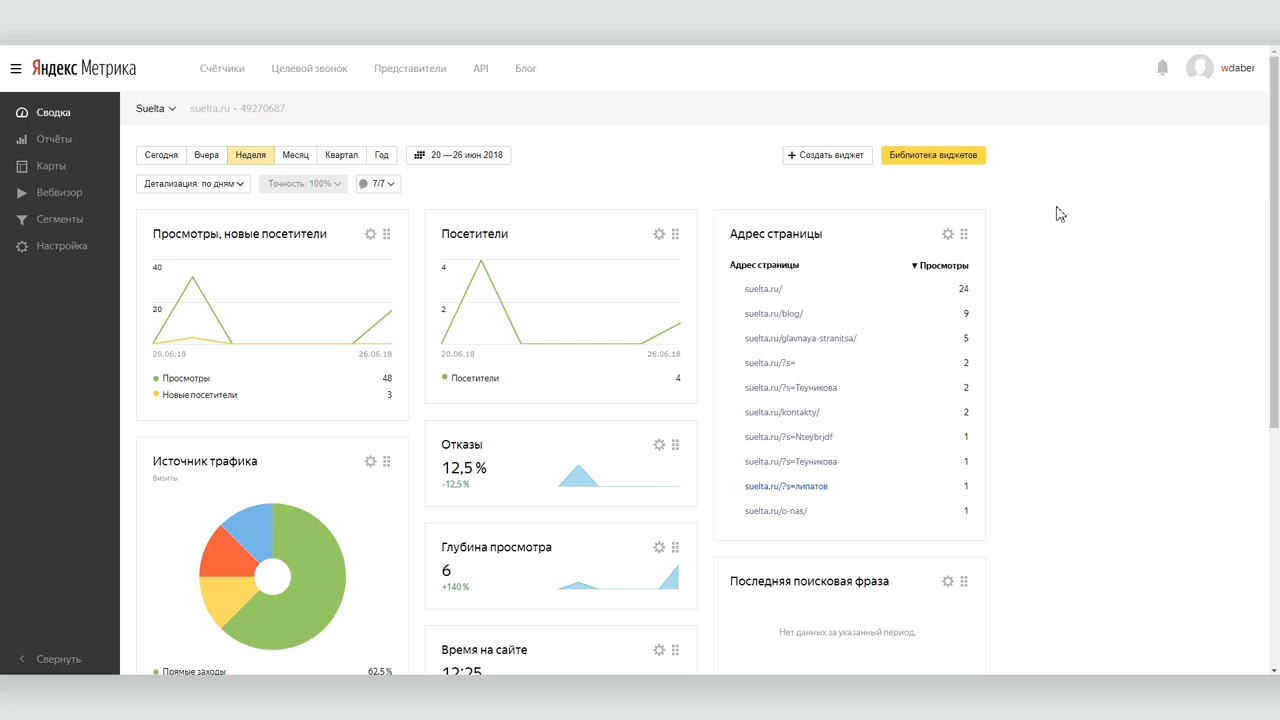 Яндекс Метрика
Счётчики
Целевой звонок
Представители
API
Блог
wdaber
Сводка
Отчёты
Карты
Вебвизор
Сегменты
Настройка
Свернуть
Suelta
suelta.ru • 49270687
Сегодня
Вчера
Неделя
Месяц
Квартал
Год
20 — 26 июн 2018
Создать виджет
Библиотека виджетов
Детализация: по дням
Точность: 100%
7/7
Просмотры, новые посетители
40
20
20.06.18
26.06.18
Просмотры 48
Новые посетители 3
Источник трафика
Визиты
Прямые заходы 62,5 %
Посетители
4
2
20.06.18
26.06.18
Посетители 4
Отказы
12,5 %
-12,5 %
Глубина просмотра
6
+140 %
Время на сайте
12:25
Адрес страницы
Адрес страницы ▼ Просмотры
suelta.ru/ 24
suelta.ru/blog/ 9
suelta.ru/glavnaya-stranitsa/ 5
suelta.ru/?s= 2
suelta.ru/?s=Теуникова 2
suelta.ru/kontakty/ 2
suelta.ru/?s=Nteybrjdf 1
suelta.ru/?s=Теуникова 1
suelta.ru/?s=липатов 1
suelta.ru/o-nas/ 1
Последняя поисковая фраза
Нет данных за указанный период.